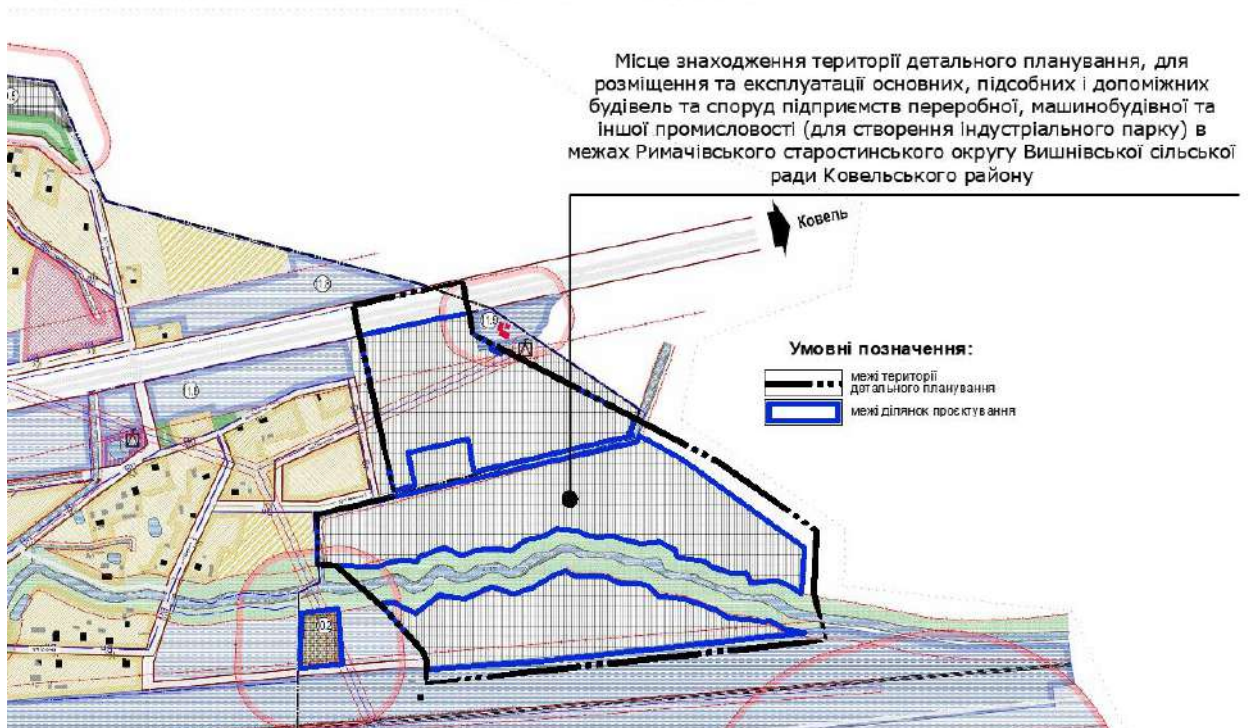 Місце знаходження території детального планування, для
розміщення та експлуатації основних, підсобних і допоміжних
будівель та споруд підприємств переробної, машинобудівної та
іншої промисловості (для створення індустріального парку) в
межах Римачівського старостинського округу Вишнівської сільської
ради Ковельського району
Ковель
Умовні позначення:
межі території
детального планування
межі ділянок проєктування